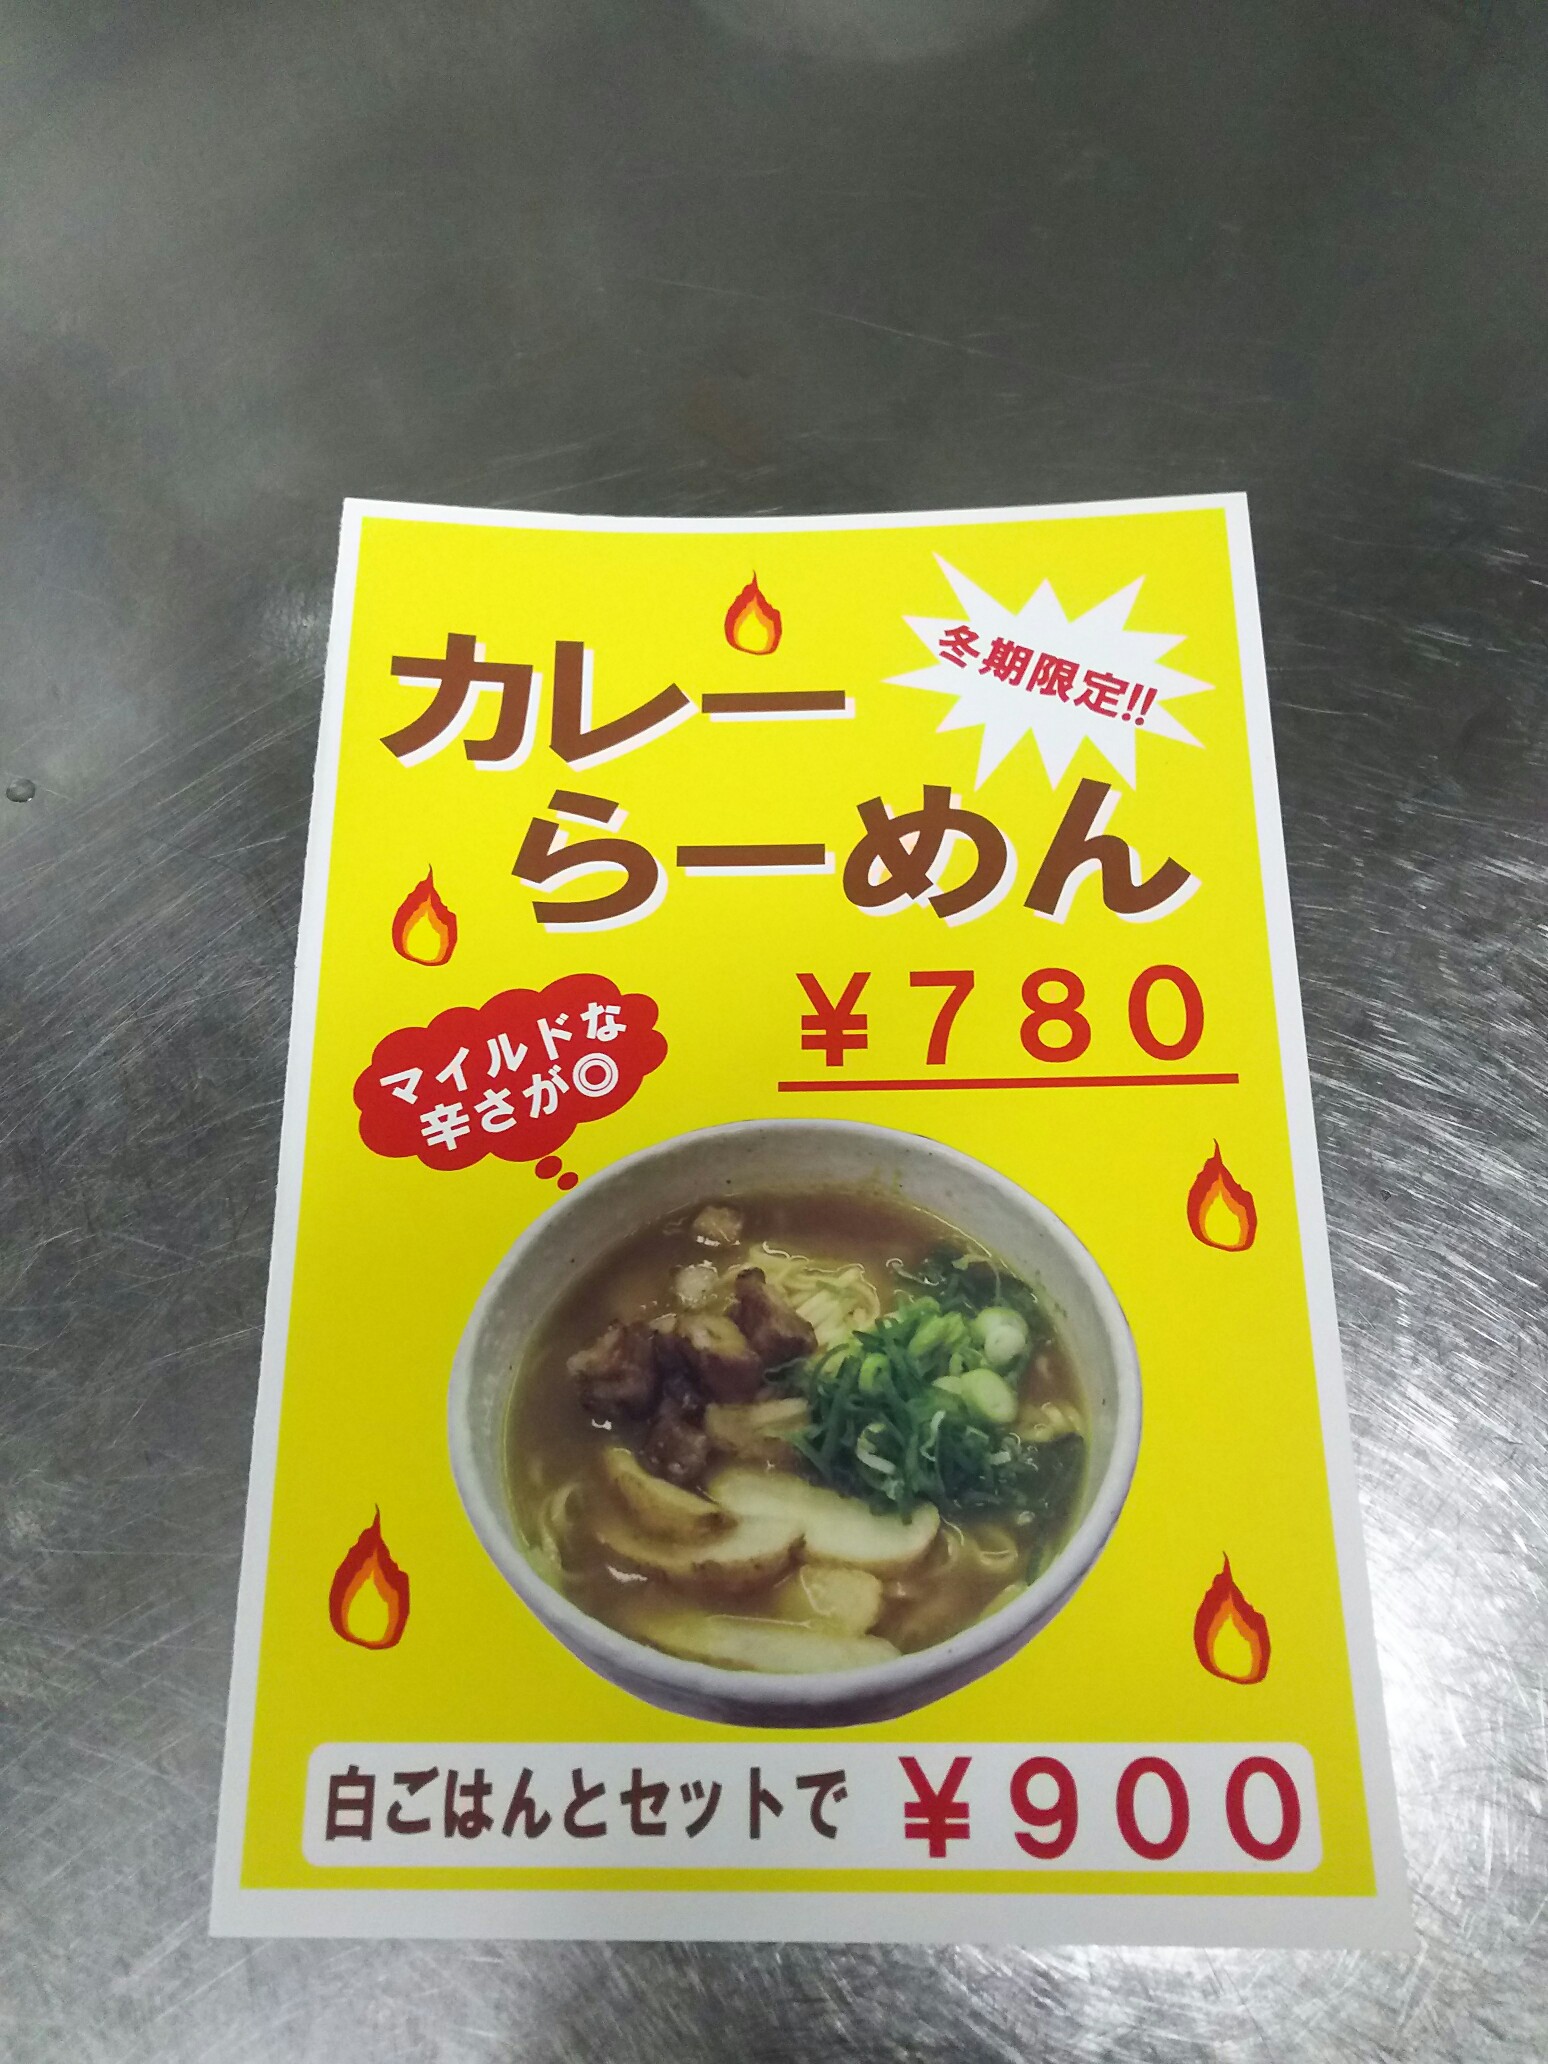 冬期限定!!
カレー
らーめん
¥780
マイルドな
辛さが◎
白ごはんとセットで ¥900